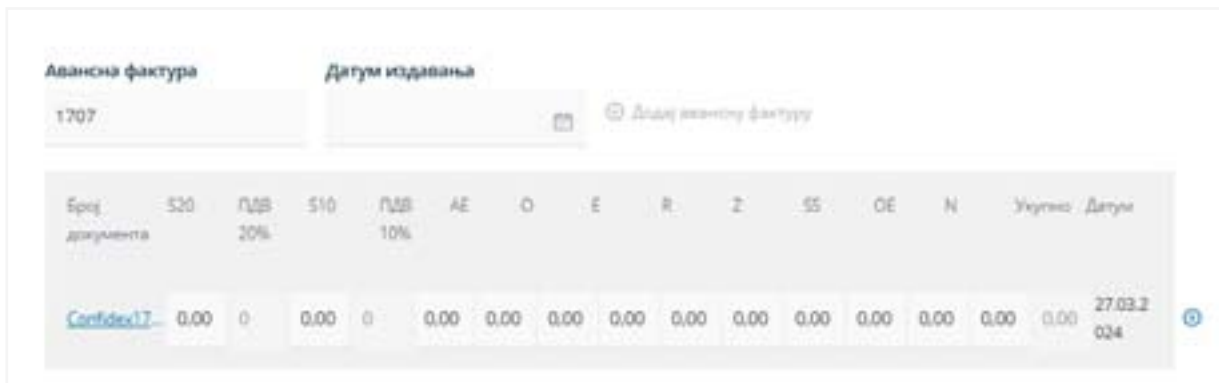 Авансна фактура Датум издавања
1707
Додај авансну фактуру
Број документа S20 ПДВ 20% S10 ПДВ 10% AE O E R Z SS OE N Укупно Датум
Confidex17... 0,00 0 0,00 0 0,00 0,00 0,00 0,00 0,00 0,00 0,00 0,00 0,00 0,00 0,00 27.03.2024